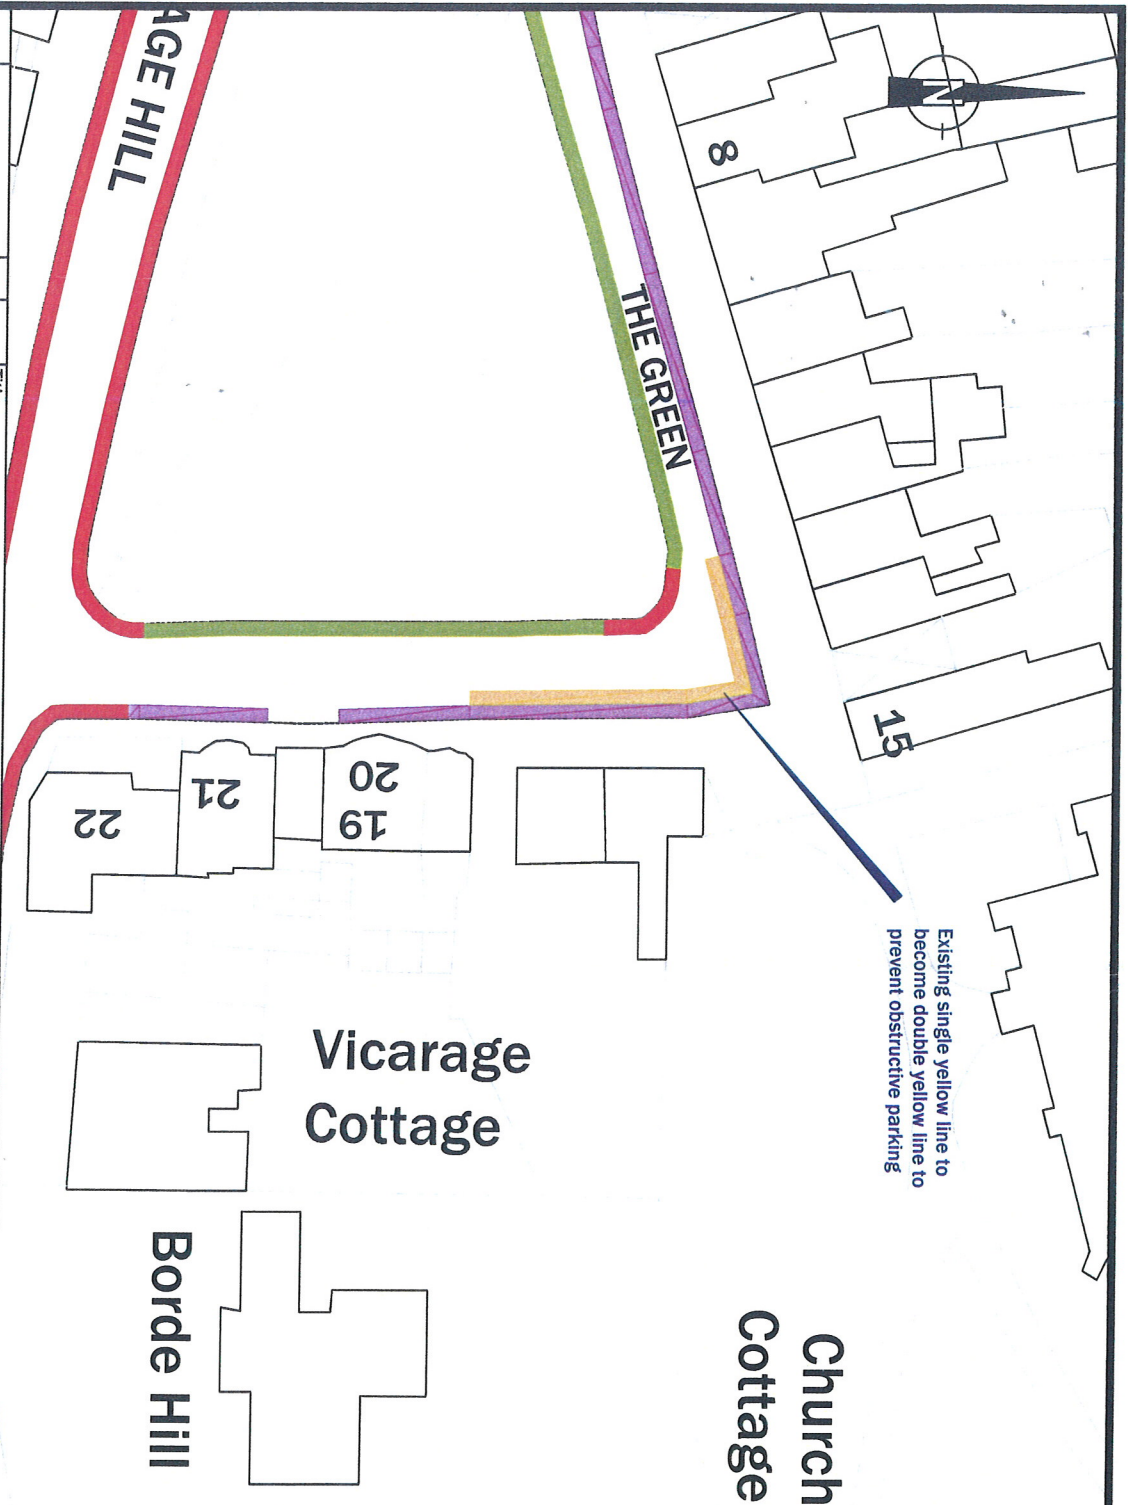 AGE HILL
THE GREEN
N
8
15
20
19
21
22
Existing single yellow line to
become double yellow line to
prevent obstructive parking
Vicarage
Cottage
Borde Hill
Church
Cottage